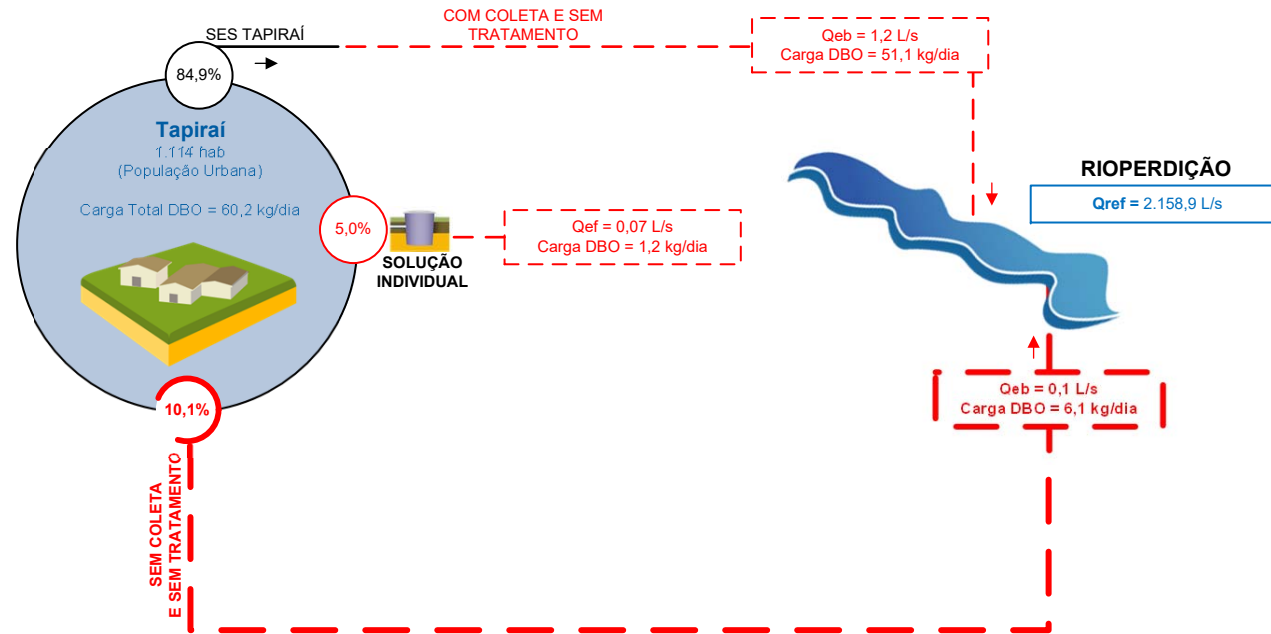 COM COLETA E SEM
TRATAMENTO
SES TAPIRAÍ
Qeb = 1,2 L/s
Carga DBO = 51,1 kg/dia
84,9%
Tapiraí
1.114 hab
(População Urbana)
Carga Total DBO = 60,2 kg/dia
5,0%
SOLUÇÃO
INDIVIDUAL
Qef = 0,07 L/s
Carga DBO = 1,2 kg/dia
RIOPERDIÇÃO
Qref = 2.158,9 L/s
10,1%
Qeb = 0,1 L/s
Carga DBO = 6,1 kg/dia
SEM COLETA
E SEM TRATAMENTO